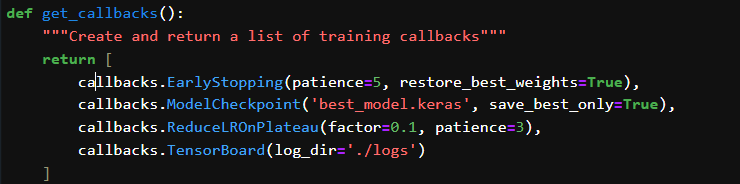 def get_callbacks():
    """Create and return a list of training callbacks"""
    return [
        callbacks.EarlyStopping(patience=5, restore_best_weights=True),
        callbacks.ModelCheckpoint('best_model.keras', save_best_only=True),
        callbacks.ReduceLROnPlateau(factor=0.1, patience=3),
        callbacks.TensorBoard(log_dir='./logs')
    ]